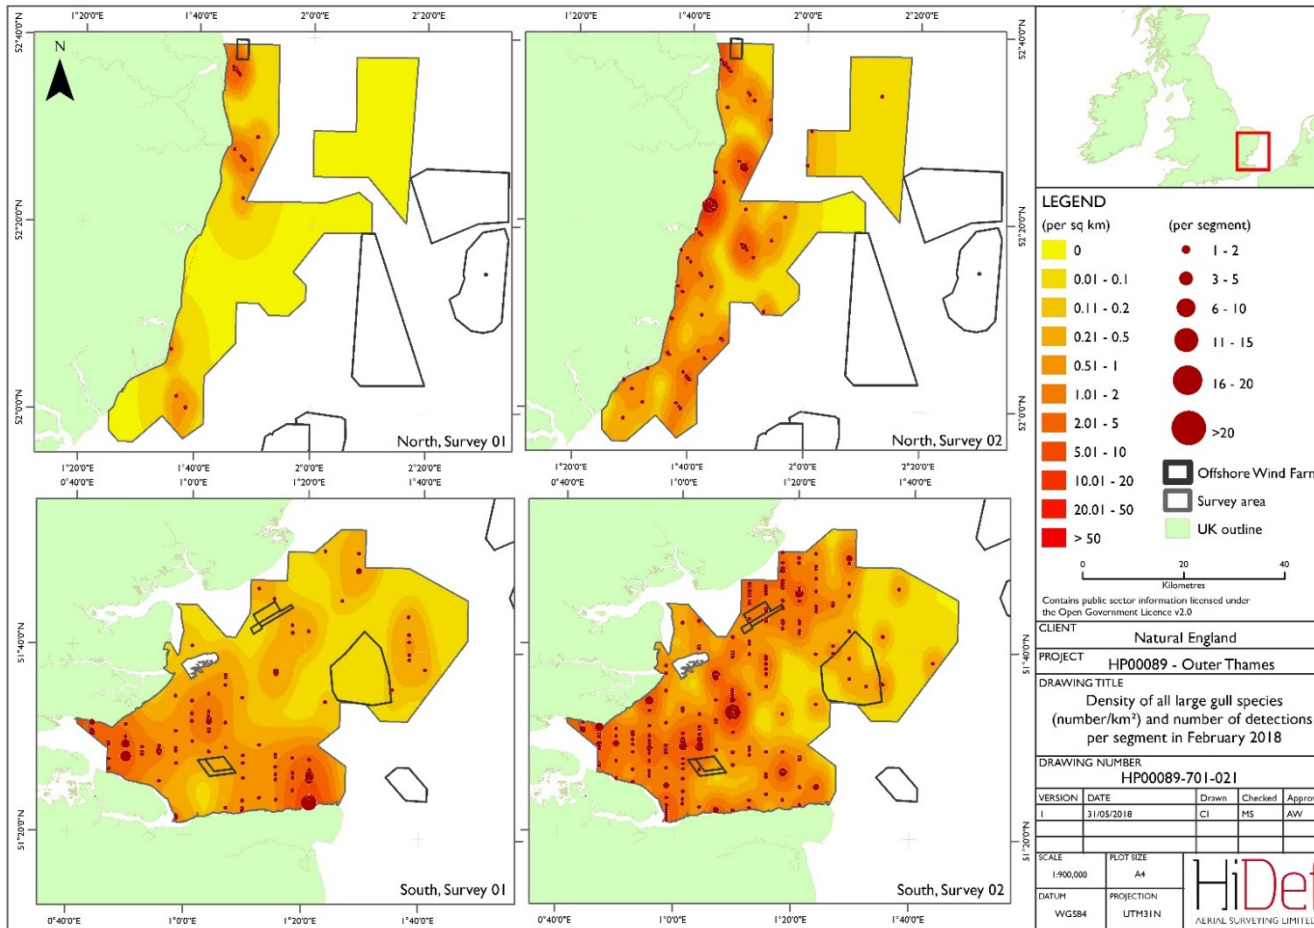 1°20'0"E 1°40'0"E 2°0'0"E 2°20'0"E 1°20'0"E 1°40'0"E 2°0'0"E 2°20'0"E
52°40'0"N
52°20'0"N
52°0'0"N
52°40'0"N
52°20'0"N
52°0'0"N
N
North, Survey 01
North, Survey 02
1°20'0"E 1°40'0"E 2°0'0"E 2°20'0"E
1°20'0"E 1°40'0"E 2°0'0"E 2°20'0"E
0°40'0"E 1°0'0"E 1°20'0"E 1°40'0"E
0°40'0"E 1°0'0"E 1°20'0"E 1°40'0"E
51°40'0"N
51°20'0"N
51°40'0"N
51°20'0"N
South, Survey 01
South, Survey 02
0°40'0"E 1°0'0"E 1°20'0"E 1°40'0"E
0°40'0"E 1°0'0"E 1°20'0"E 1°40'0"E
LEGEND
(per sq km)
0
0.01 - 0.1
0.11 - 0.2
0.21 - 0.5
0.51 - 1
1.01 - 2
2.01 - 5
5.01 - 10
10.01 - 20
20.01 - 50
> 50
(per segment)
1 - 2
3 - 5
6 - 10
11 - 15
16 - 20
>20
Offshore Wind Farm
Survey area
UK outline
0 20 40
Kilometres
Contains public sector information licensed under
the Open Government Licence v2.0
CLIENT
Natural England
PROJECT
HP00089 - Outer Thames
DRAWING TITLE
Density of all large gull species
(number/km²) and number of detections
per segment in February 2018
DRAWING NUMBER
HP00089-701-021
VERSION DATE Drawn Checked Approv
1 31/05/2018 CI MS AW
SCALE PLOT SIZE
1:900,000 A4
DATUM PROJECTION
WGS84 UTM31N
HiDef
AERIAL SURVEYING LIMITED